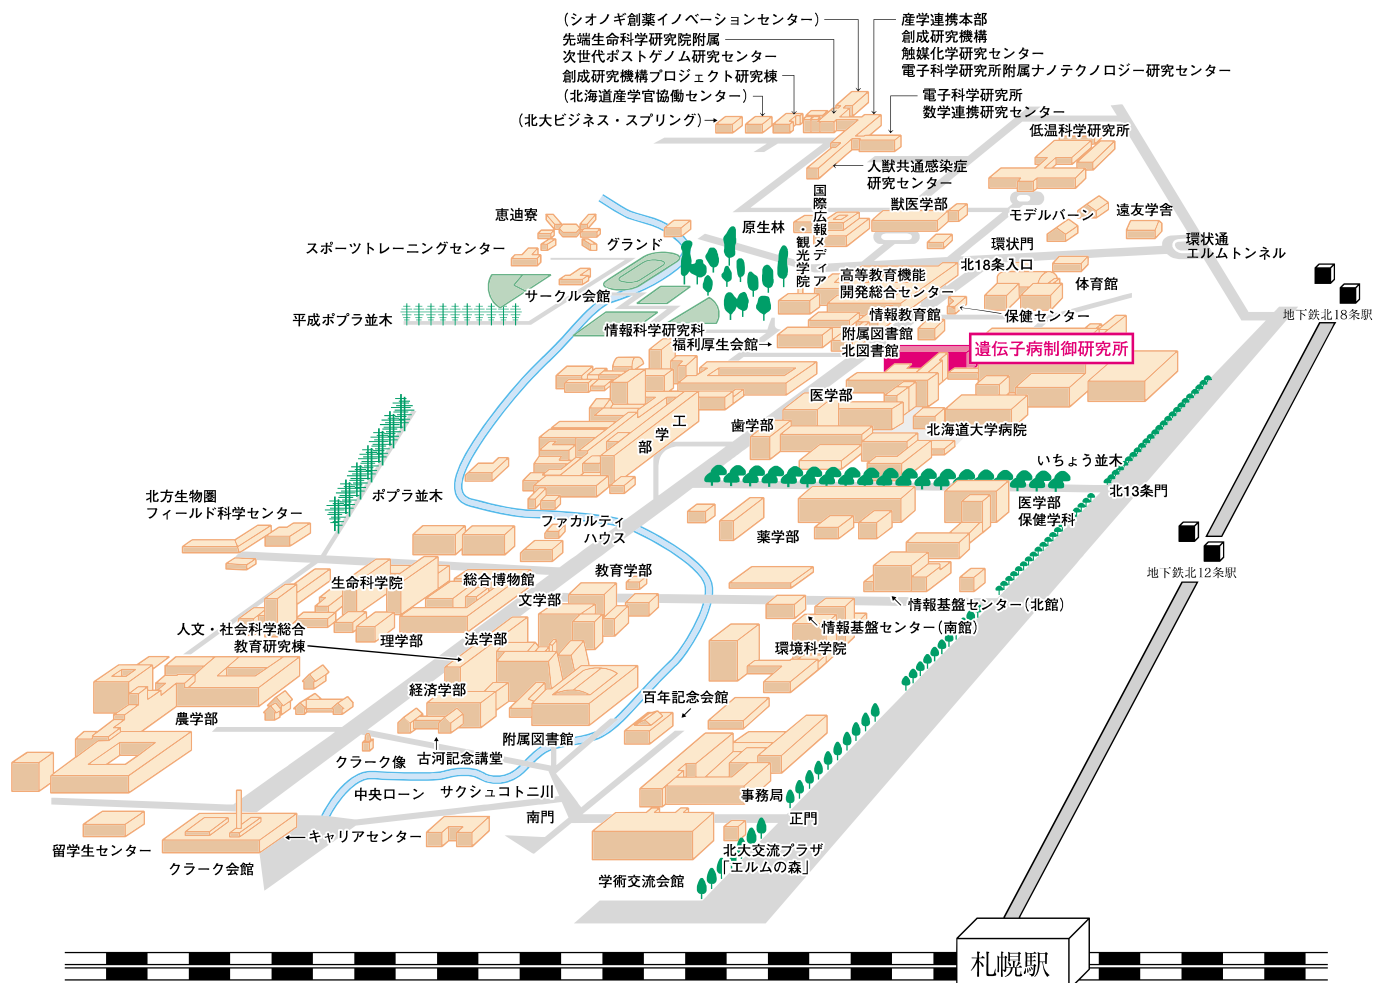 (シオノギ創薬イノベーションセンター)
先端生命科学研究院附属
次世代ポストゲノム研究センター
創成研究機構プロジェクト研究棟
(北海道産学官協働センター)
(北大ビジネス・スプリング)
産学連携本部
創成研究機構
触媒化学研究センター
電子科学研究所附属ナノテクノロジー研究センター
電子科学研究所
数学連携研究センター
低温科学研究所
人獣共通感染症
研究センター
国際広報メディア
・観光学院
獣医学部
モデルバーン
遠友学舎
恵迪寮
原生林
スポーツトレーニングセンター
グランド
環状門
環状通
エルムトンネル
北18条入口
高等教育機能
開発総合センター
体育館
サークル会館
平成ポプラ並木
情報教育館
保健センター
地下鉄北18条駅
情報科学研究科
附属図書館
北図書館
福利厚生会館
遺伝子病制御研究所
医学部
工学部
歯学部
北海道大学病院
いちょう並木
北13条門
ポプラ並木
北方生物圏
フィールド科学センター
医学部
保健学科
ファカルティ
ハウス
薬学部
地下鉄北12条駅
生命科学院
総合博物館
教育学部
文学部
情報基盤センター(北館)
情報基盤センター(南館)
人文・社会科学総合
教育研究棟
理学部
法学部
環境科学院
経済学部
百年記念会館
農学部
附属図書館
クラーク像
古河記念講堂
中央ローン
サクシュコトニ川
事務局
南門
正門
キャリアセンター
留学生センター
クラーク会館
北大交流プラザ
「エルムの森」
学術交流会館
札幌駅